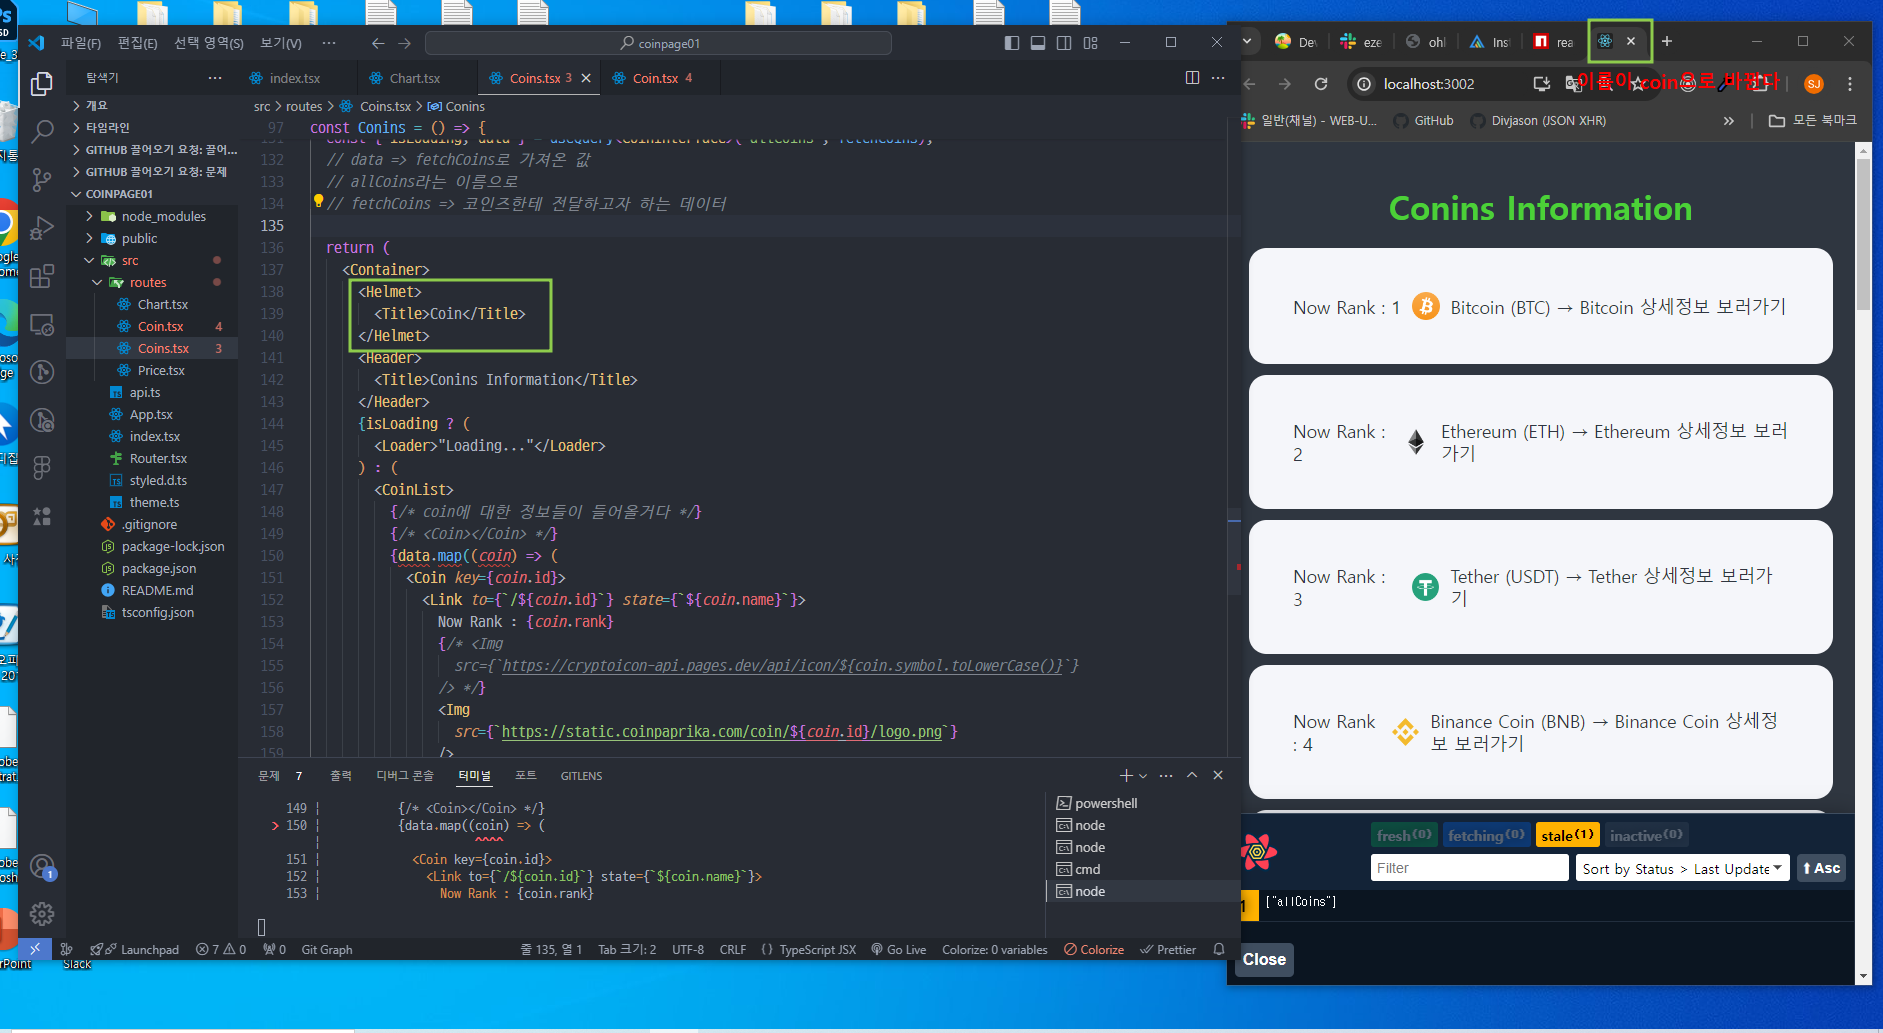 파일(F) 편집(E) 선택 영역(S) 보기(V) ···
coinpage01
탐색기
index.tsx
Chart.tsx
Coins.tsx 3
Coin.tsx 4
src > routes > Coins.tsx > Conins
개요
타임라인
GITHUB 끌어오기 요청: 끌어...
GITHUB 끌어오기 요청: 문제
COINPAGE01
node_modules
public
src
routes
Chart.tsx
Coin.tsx 4
Coins.tsx 3
Price.tsx
api.ts
App.tsx
index.tsx
Router.tsx
styled.d.ts
theme.ts
.gitignore
package-lock.json
package.json
README.md
tsconfig.json
97 const Conins = () => {
132 // data => fetchCoins로 가져온 값
133 // allCoins라는 이름으로
134 // fetchCoins => 코인즈한테 전달하고자 하는 데이터
135
136 return (
137 <Container>
138 <Helmet>
139 <Title>Coin</Title>
140 </Helmet>
141 <Header>
142 <Title>Conins Information</Title>
143 </Header>
144 {isLoading ? (
145 <Loader>"Loading..."</Loader>
146 ) : (
147 <CoinList>
148 {/* coin에 대한 정보들이 들어올거다 */}
149 {/* <Coin></Coin> */}
150 {data.map((coin) => (
151 <Coin key={coin.id}>
152 <Link to={`/${coin.id}`} state={`${coin.name}`}>
153 Now Rank : {coin.rank}
154 {/* <Img
155 src={`https://cryptoicon-api.pages.dev/api/icon/${coin.symbol.toLowerCase()}`}
156 /> */}
157 <Img
158 src={`https://static.coinpaprika.com/coin/${coin.id}/logo.png`}
159 />
문제 7 출력 디버그 콘솔 터미널 포트 GITLENS
149 ¦ {/* <Coin></Coin> */}
> 150 ¦ {data.map((coin) => (
151 ¦ <Coin key={coin.id}>
152 ¦ <Link to={`/${coin.id}`} state={`${coin.name}`}>
153 ¦ Now Rank : {coin.rank}
powershell
node
node
cmd
node
Launchpad 7 0 0 Git Graph
줄 135, 열 1 Tab 크기: 2 UTF-8 CRLF {} TypeScript JSX Go Live Colorize: 0 variables Colorize Prettier
Slack
eze
ohl
Ins
rea
localhost:3002
이름이 coin으로 바뀐다
SJ
일반(채널) - WEB-U...
GitHub
Divjason (JSON XHR)
모든 북마크
Conins Information
Now Rank : 1 Bitcoin (BTC) → Bitcoin 상세정보 보러가기
Now Rank : 2 Ethereum (ETH) → Ethereum 상세정보 보러가기
Now Rank : 3 Tether (USDT) → Tether 상세정보 보러가기
Now Rank : 4 Binance Coin (BNB) → Binance Coin 상세정보 보러가기
fresh (0) fetching (0) stale (1) inactive (0)
Filter
Sort by Status > Last Update
⬆ Asc
1 ["allCoins"]
Close